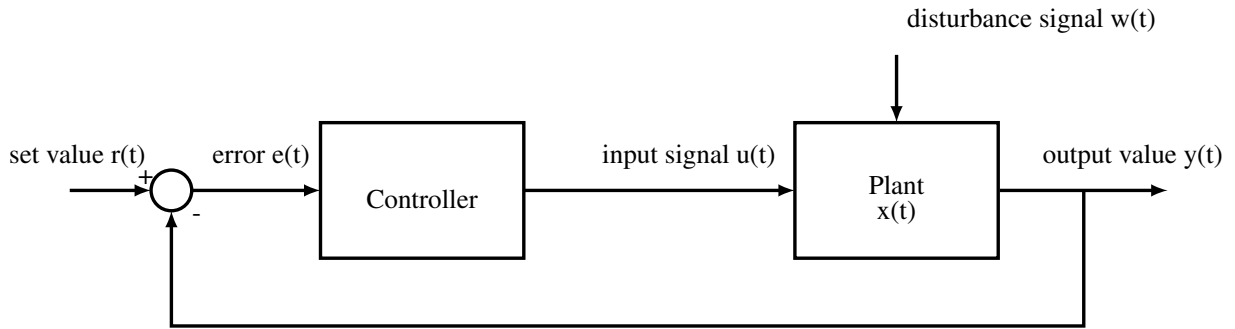 disturbance signal w(t)
set value r(t)
error e(t)
input signal u(t)
output value y(t)
+
-
Controller
Plant
x(t)